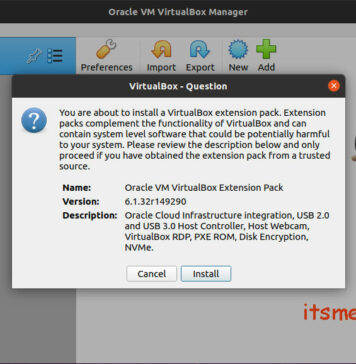 Oracle VM VirtualBox Manager
Preferences Import Export New Add
VirtualBox - Question
You are about to install a VirtualBox extension pack. Extension
packs complement the functionality of VirtualBox and can
contain system level software that could be potentially harmful
to your system. Please review the description below and only
proceed if you have obtained the extension pack from a trusted
source.
Name: Oracle VM VirtualBox Extension Pack
Version: 6.1.32r149290
Description: Oracle Cloud Infrastructure integration, USB 2.0
and USB 3.0 Host Controller, Host Webcam,
VirtualBox RDP, PXE ROM, Disk Encryption,
NVMe.
Cancel Install
itsme